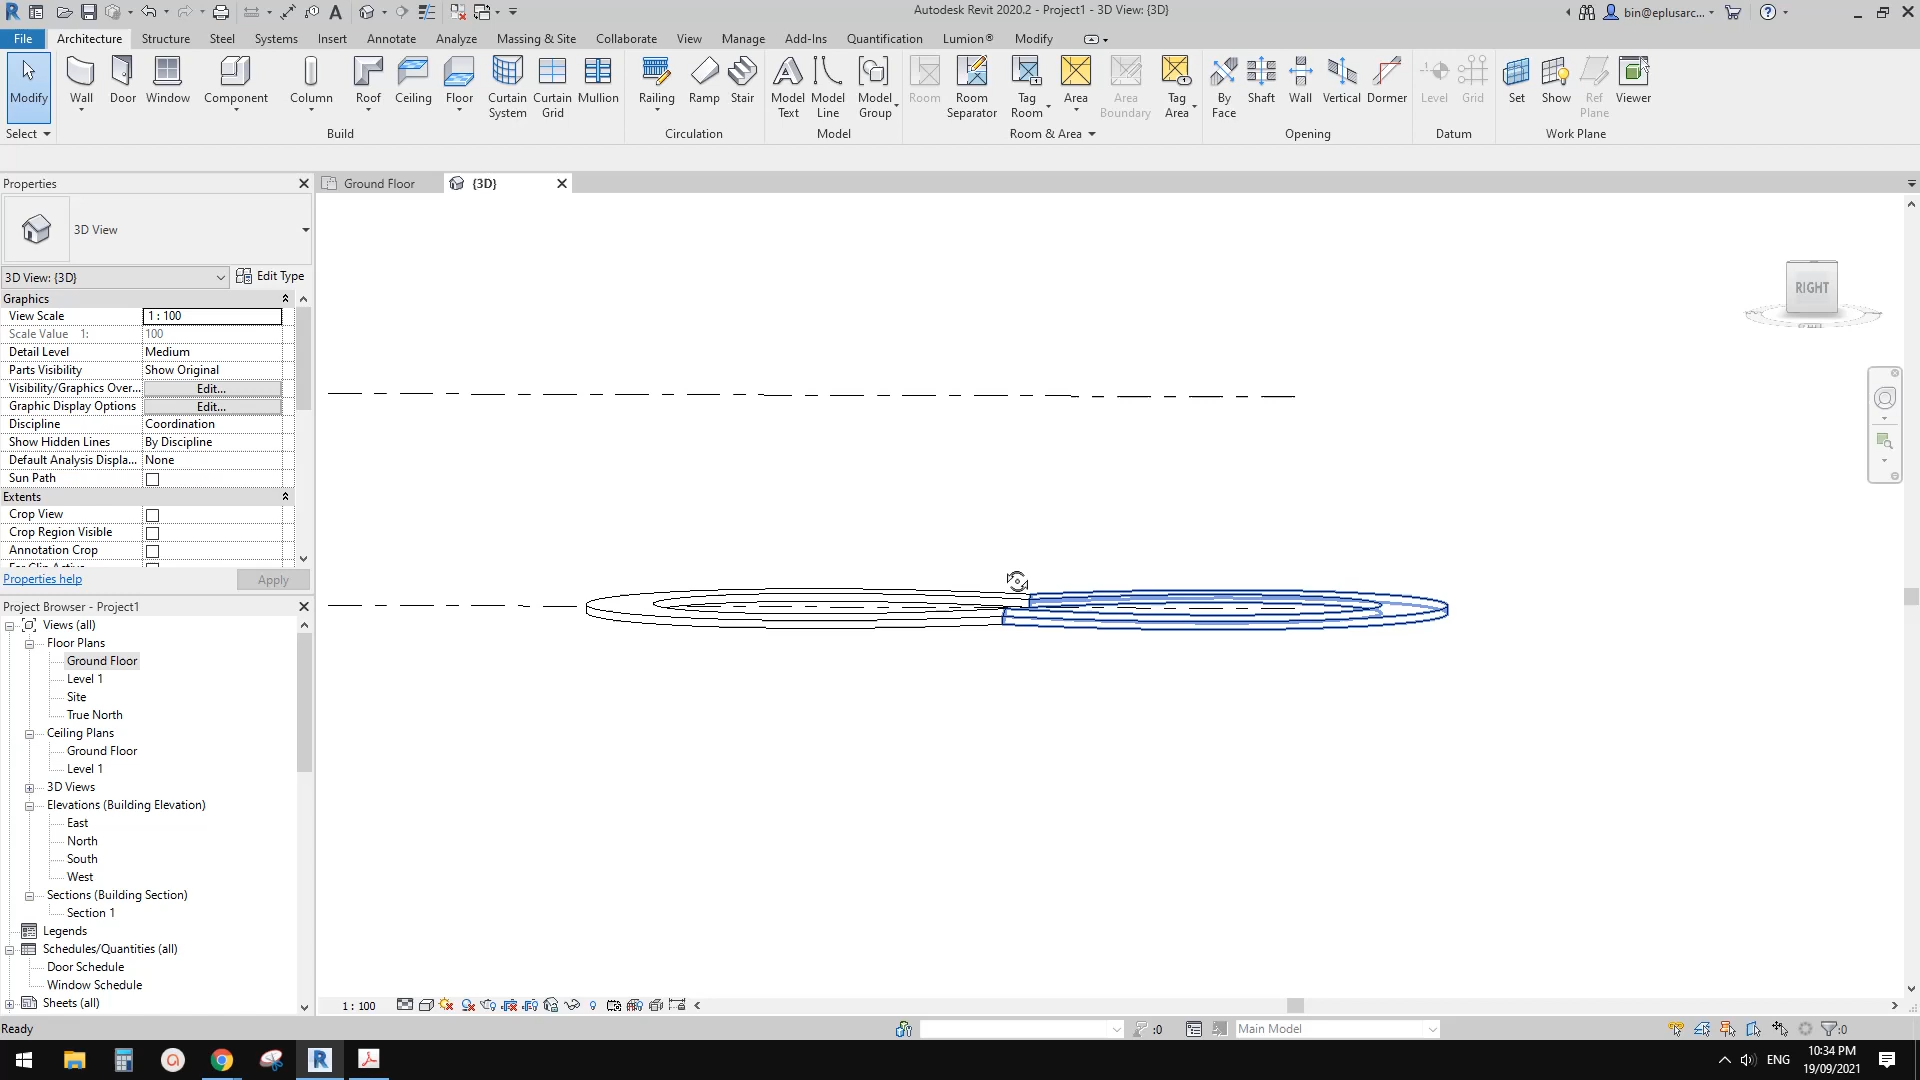 Autodesk Revit 2020.2 - Project1 - 3D View: {3D}
bin@eplusarc...
File Architecture Structure Steel Systems Insert Annotate Analyze Massing & Site Collaborate View Manage Add-Ins Quantification Lumion® Modify
Modify
Wall
Door
Window
Component
Column
Roof
Ceiling
Floor
Curtain System
Curtain Grid
Mullion
Railing
Ramp
Stair
Model Text
Model Line
Model Group
Room
Room Separator
Tag Room
Area
Area Boundary
Tag Area
By Face
Shaft
Wall
Vertical
Dormer
Level
Grid
Set
Show
Ref Plane
Viewer
Select
Build
Circulation
Model
Room & Area
Opening
Datum
Work Plane
Properties
Ground Floor
{3D}
3D View
3D View: {3D}
Edit Type
Graphics
View Scale 1 : 100
Scale Value 1: 100
Detail Level Medium
Parts Visibility Show Original
Visibility/Graphics Over... Edit...
Graphic Display Options Edit...
Discipline Coordination
Show Hidden Lines By Discipline
Default Analysis Displa... None
Sun Path
Extents
Crop View
Crop Region Visible
Annotation Crop
Properties help
Apply
RIGHT
Project Browser - Project1
Views (all)
Floor Plans
Ground Floor
Level 1
Site
True North
Ceiling Plans
Ground Floor
Level 1
3D Views
Elevations (Building Elevation)
East
North
South
West
Sections (Building Section)
Section 1
Legends
Schedules/Quantities (all)
Door Schedule
Window Schedule
Sheets (all)
1 : 100
Ready
:0
Main Model
:0
ENG
10:34 PM
19/09/2021